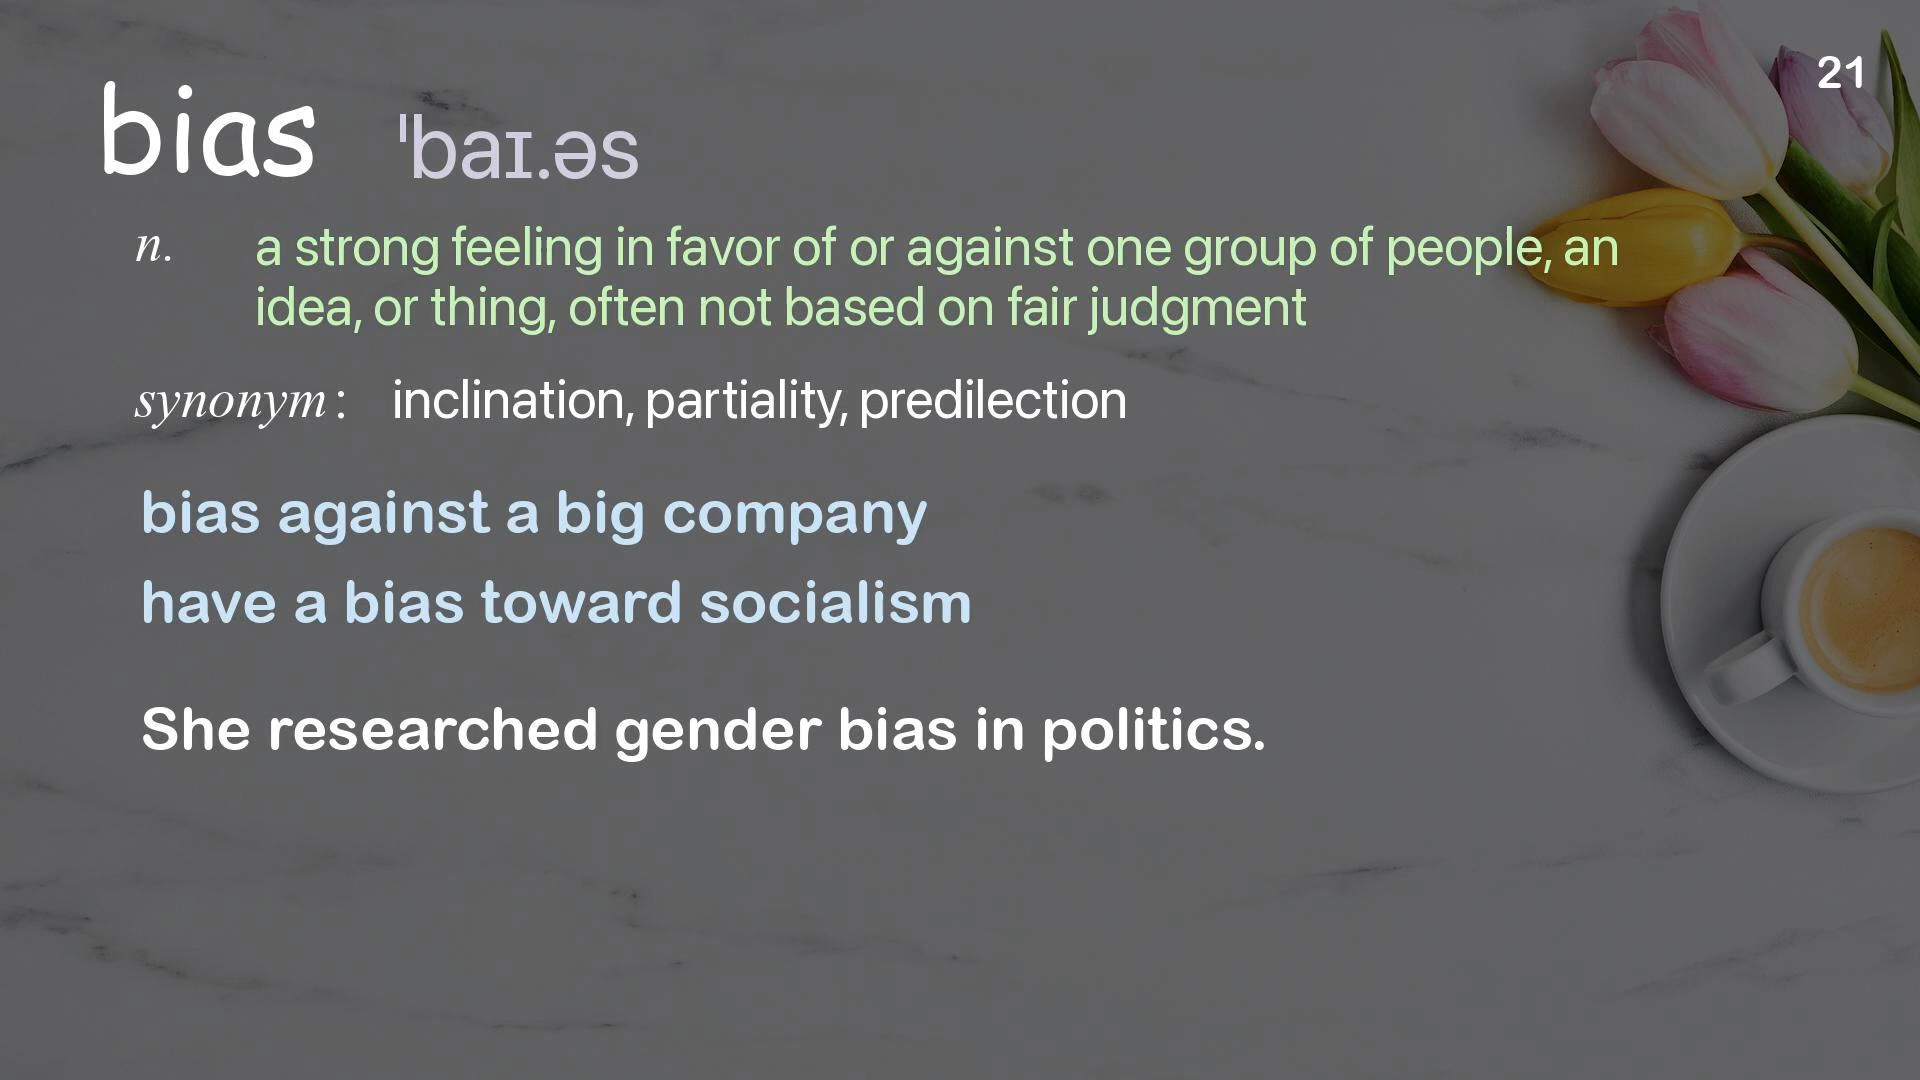 21
bias ˈbaɪ.əs
n. a strong feeling in favor of or against one group of people, an
idea, or thing, often not based on fair judgment
synonym : inclination, partiality, predilection
bias against a big company
have a bias toward socialism
She researched gender bias in politics.